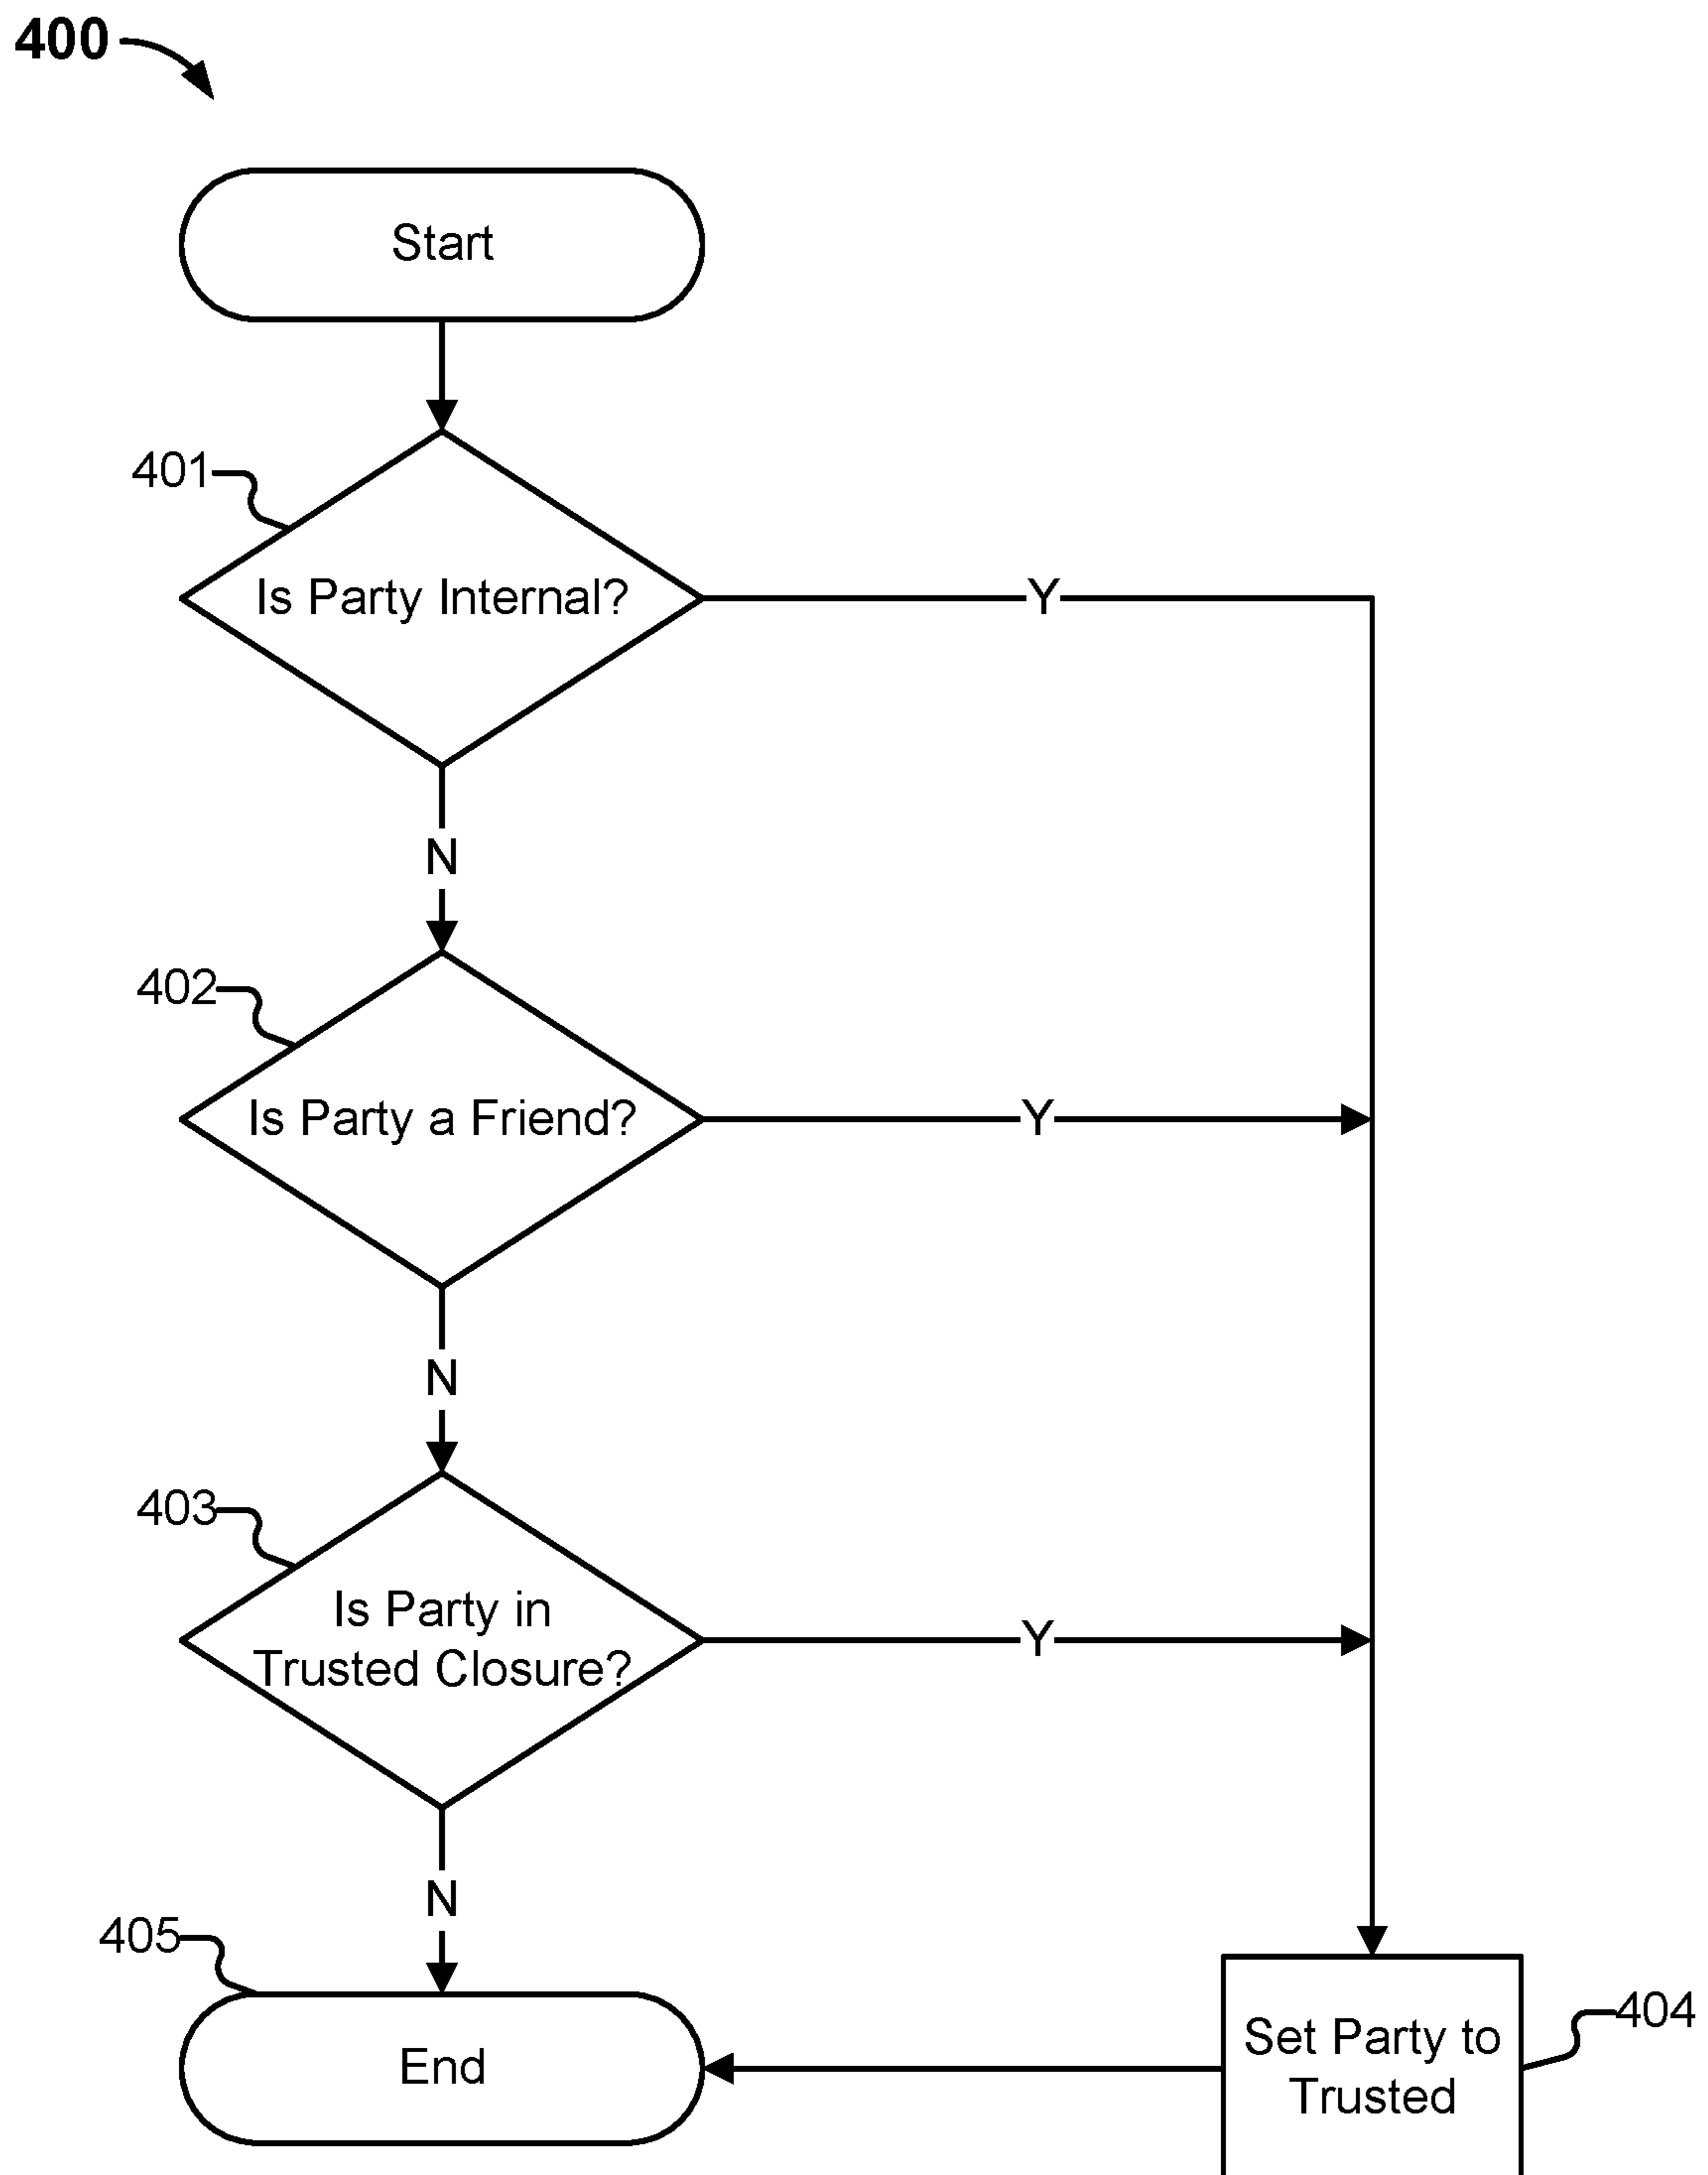 400
Start
401
Is Party Internal?
Y
N
402
Is Party a Friend?
Y
N
403
Is Party in
Trusted Closure?
Y
N
405
End
404
Set Party to
Trusted